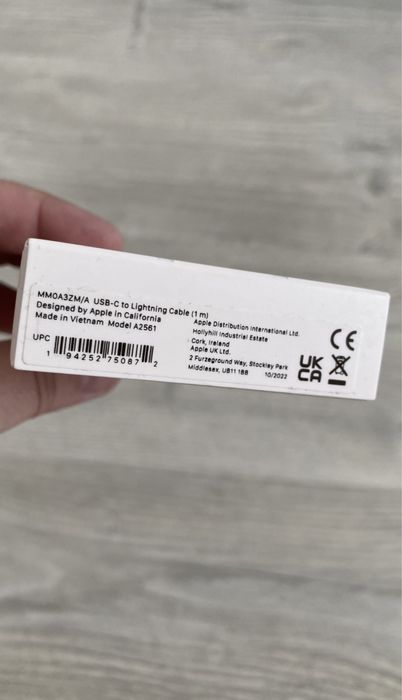 MM0A3ZM/A USB-C to Lightning Cable (1 m)
Designed by Apple in California
Made in Vietnam Model A2561
UPC
1 94252 75087 2
Apple Distribution International Ltd.
Hollyhill Industrial Estate
Cork, Ireland
Apple UK Ltd.
2 Furzeground Way, Stockley Park
Middlesex, UB11 1BB 10/2022
CE
UK
CA